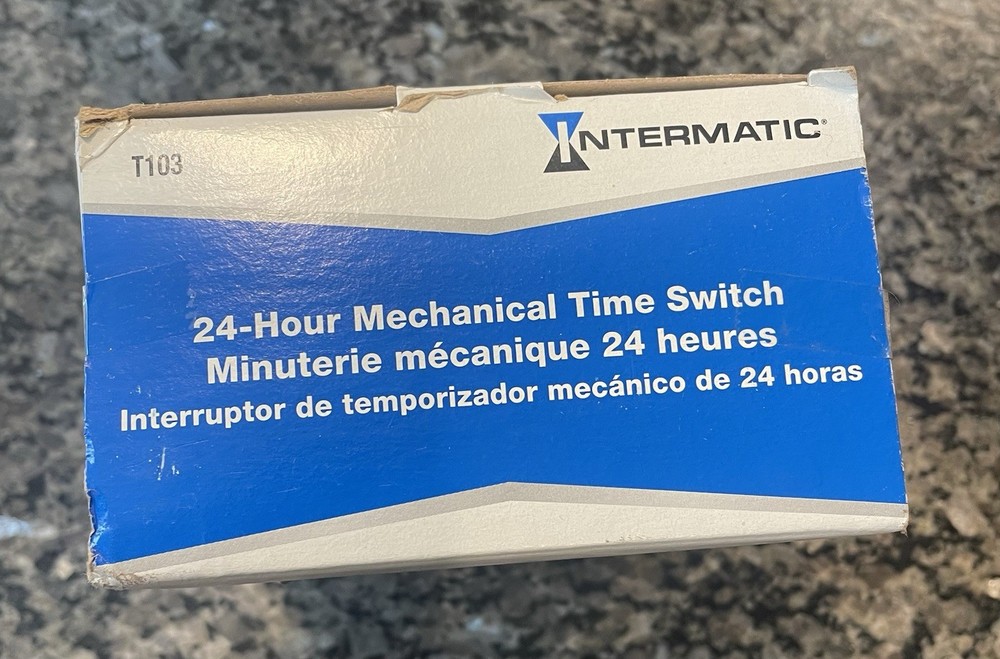 T103
INTERMATIC®
24-Hour Mechanical Time Switch
Minuterie mécanique 24 heures
Interruptor de temporizador mecánico de 24 horas